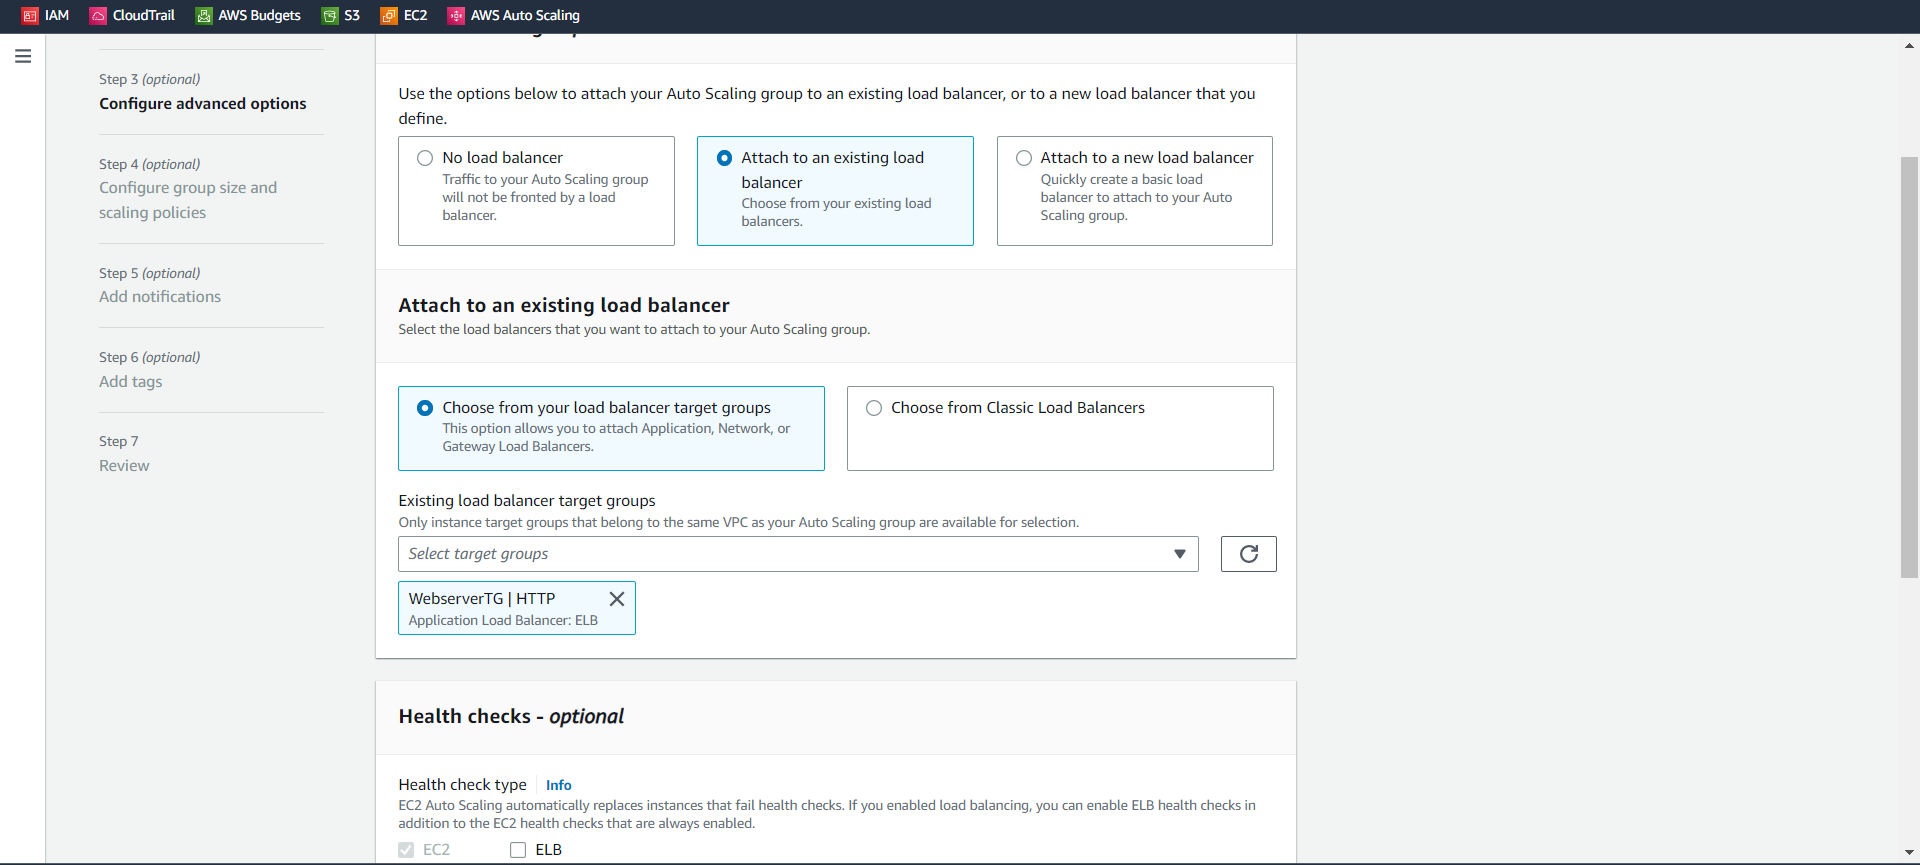 IAM CloudTrail AWS Budgets S3 EC2 AWS Auto Scaling
Step 3 (optional)
Configure advanced options
Step 4 (optional)
Configure group size and
scaling policies
Step 5 (optional)
Add notifications
Step 6 (optional)
Add tags
Step 7
Review
Use the options below to attach your Auto Scaling group to an existing load balancer, or to a new load balancer that you
define.
No load balancer
Traffic to your Auto Scaling group
will not be fronted by a load
balancer.
Attach to an existing load
balancer
Choose from your existing load
balancers.
Attach to a new load balancer
Quickly create a basic load
balancer to attach to your Auto
Scaling group.
Attach to an existing load balancer
Select the load balancers that you want to attach to your Auto Scaling group.
Choose from your load balancer target groups
This option allows you to attach Application, Network, or
Gateway Load Balancers.
Choose from Classic Load Balancers
Existing load balancer target groups
Only instance target groups that belong to the same VPC as your Auto Scaling group are available for selection.
Select target groups
WebserverTG | HTTP
Application Load Balancer: ELB
Health checks - optional
Health check type Info
EC2 Auto Scaling automatically replaces instances that fail health checks. If you enabled load balancing, you can enable ELB health checks in
addition to the EC2 health checks that are always enabled.
EC2 ELB